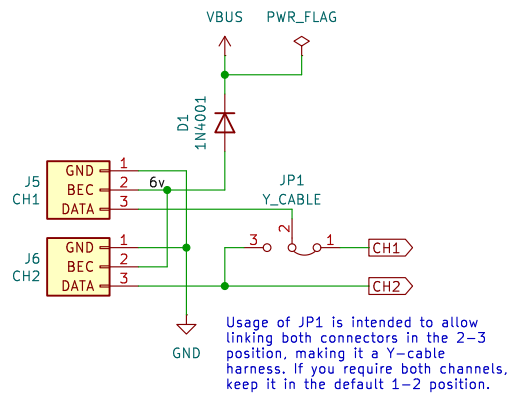 VBUS
PWR_FLAG
D1
1N4001
J5
CH1
GND
BEC
DATA
1
2
3
6v
JP1
Y_CABLE
2
3
1
CH1
J6
CH2
GND
BEC
DATA
1
2
3
CH2
GND
Usage of JP1 is intended to allow
linking both connectors in the 2-3
position, making it a Y-cable
harness. If you require both channels,
keep it in the default 1-2 position.